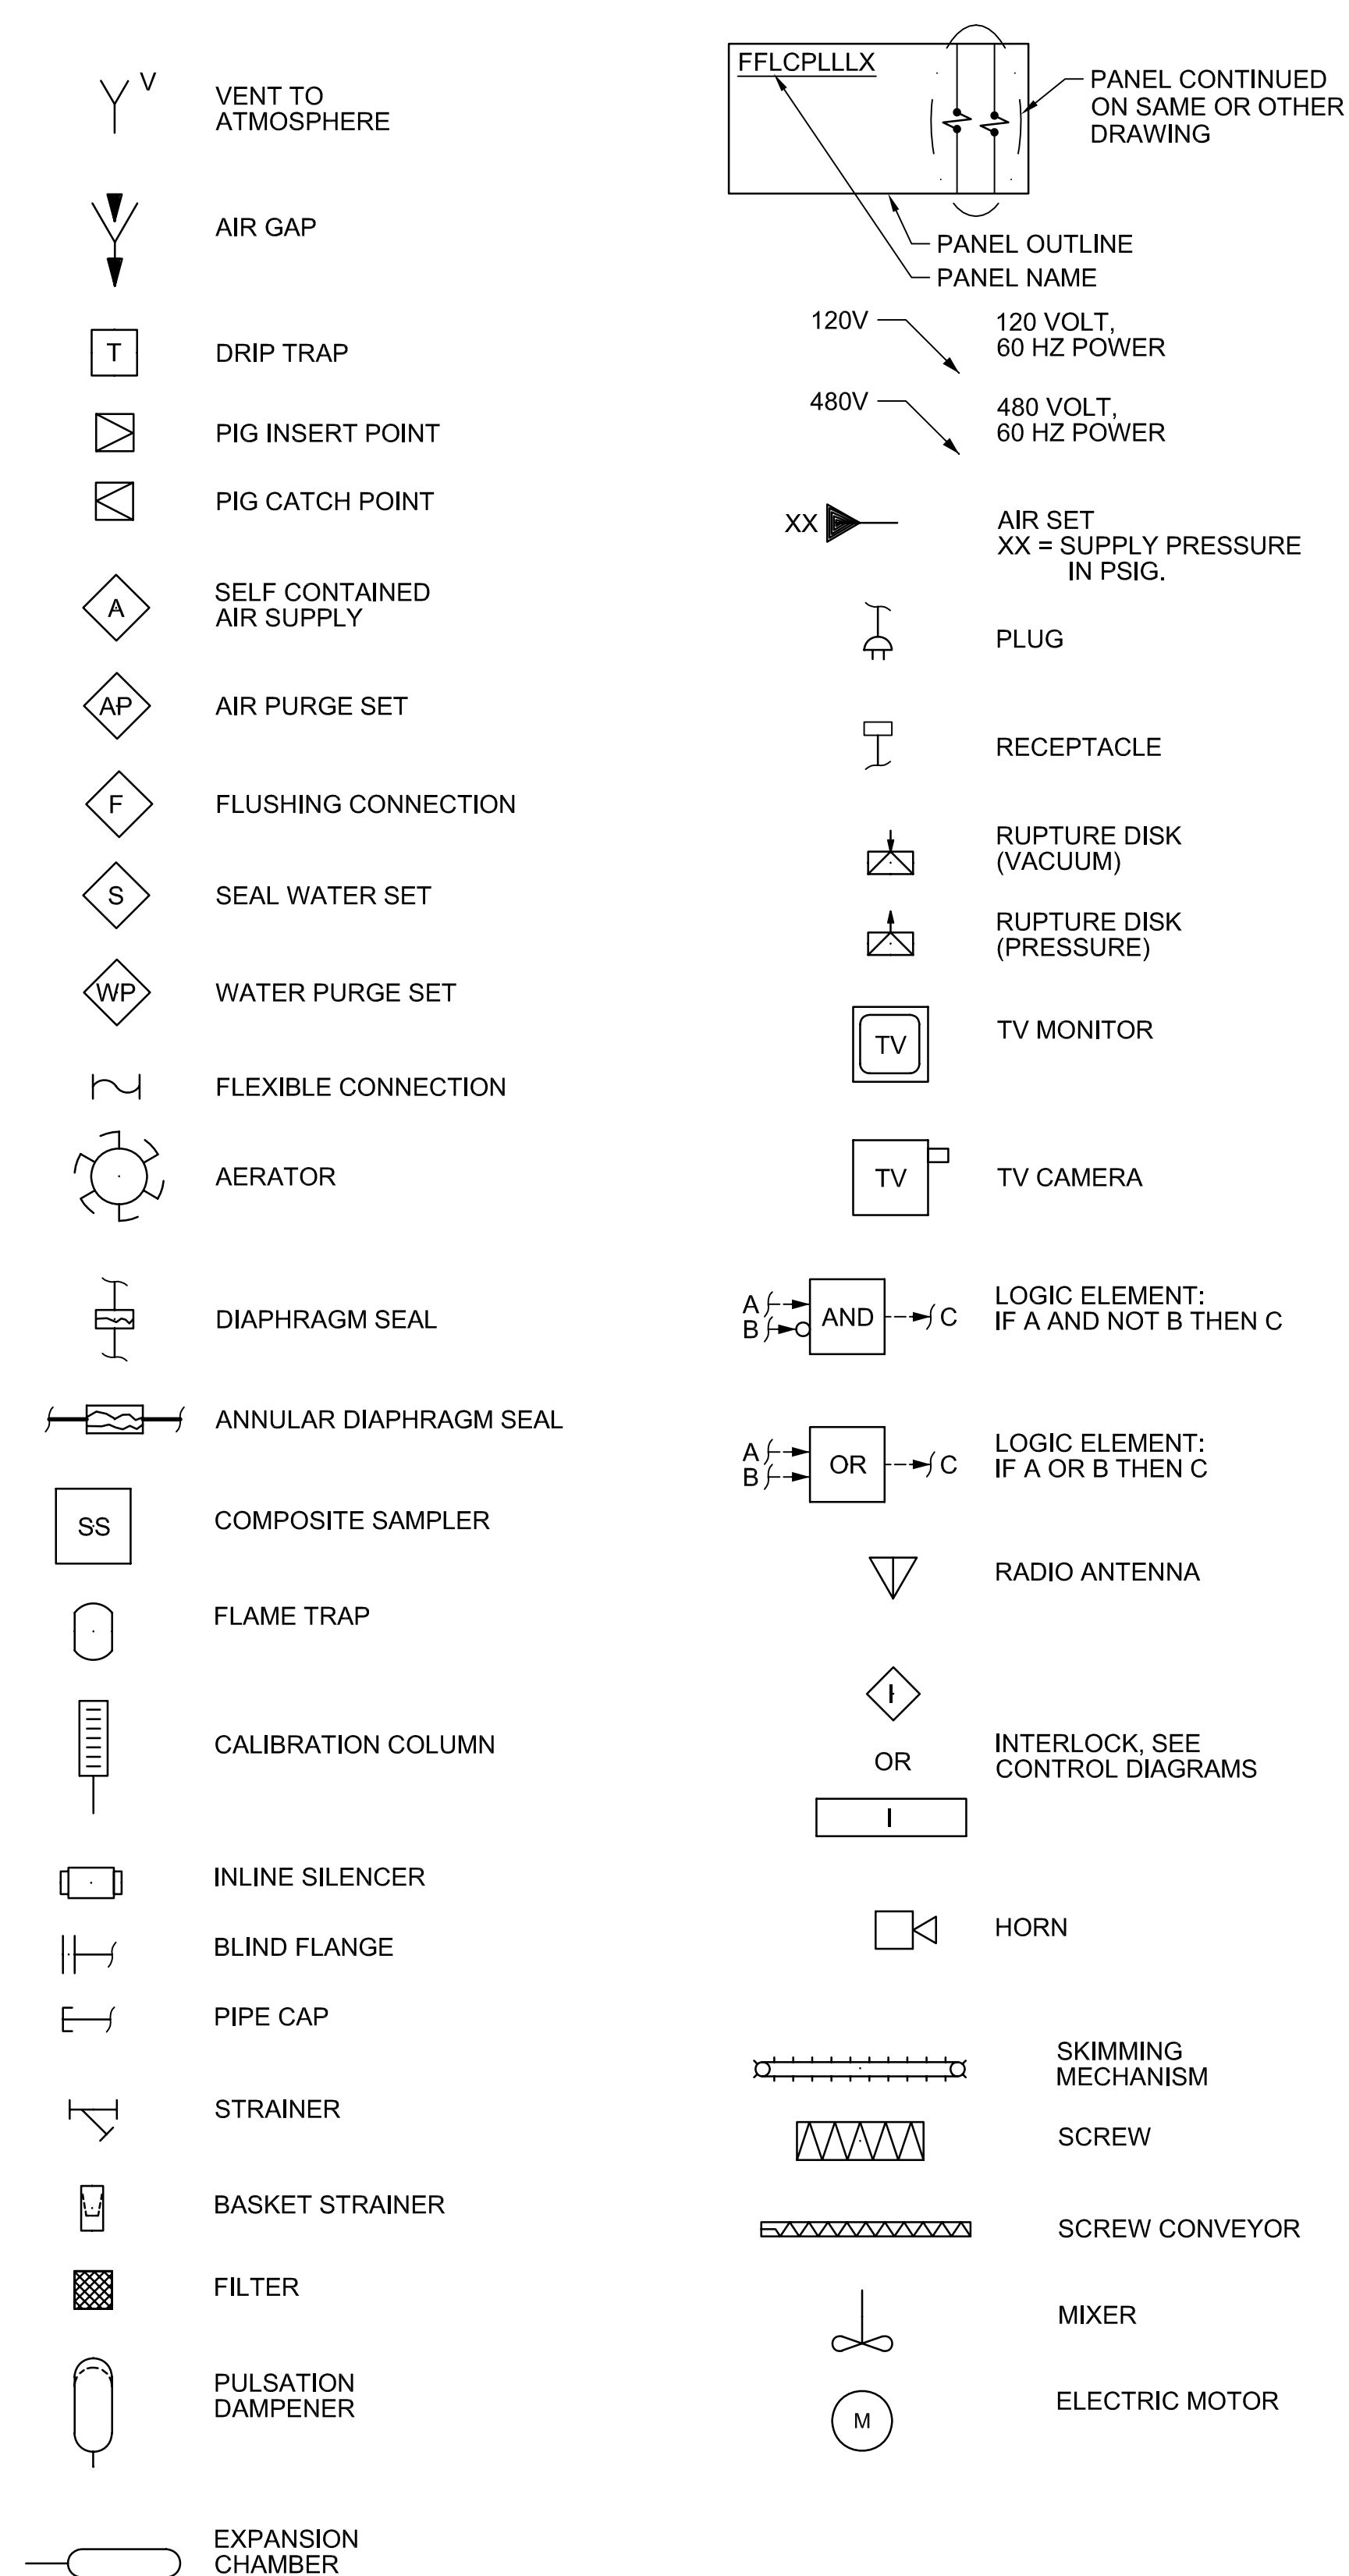 V
VENT TO
ATMOSPHERE
AIR GAP
T
DRIP TRAP
PIG INSERT POINT
PIG CATCH POINT
A
SELF CONTAINED
AIR SUPPLY
AP
AIR PURGE SET
F
FLUSHING CONNECTION
S
SEAL WATER SET
WP
WATER PURGE SET
FLEXIBLE CONNECTION
AERATOR
DIAPHRAGM SEAL
ANNULAR DIAPHRAGM SEAL
SS
COMPOSITE SAMPLER
FLAME TRAP
CALIBRATION COLUMN
INLINE SILENCER
BLIND FLANGE
PIPE CAP
STRAINER
BASKET STRAINER
FILTER
PULSATION
DAMPENER
EXPANSION
CHAMBER
FFLCPLLLX
PANEL CONTINUED
ON SAME OR OTHER
DRAWING
PANEL OUTLINE
PANEL NAME
120V
120 VOLT,
60 HZ POWER
480V
480 VOLT,
60 HZ POWER
XX
AIR SET
XX = SUPPLY PRESSURE
IN PSIG.
PLUG
RECEPTACLE
RUPTURE DISK
(VACUUM)
RUPTURE DISK
(PRESSURE)
TV
TV MONITOR
TV
TV CAMERA
A
B
AND
C
LOGIC ELEMENT:
IF A AND NOT B THEN C
A
B
OR
C
LOGIC ELEMENT:
IF A OR B THEN C
RADIO ANTENNA
I
OR
I
INTERLOCK, SEE
CONTROL DIAGRAMS
HORN
SKIMMING
MECHANISM
SCREW
SCREW CONVEYOR
MIXER
M
ELECTRIC MOTOR